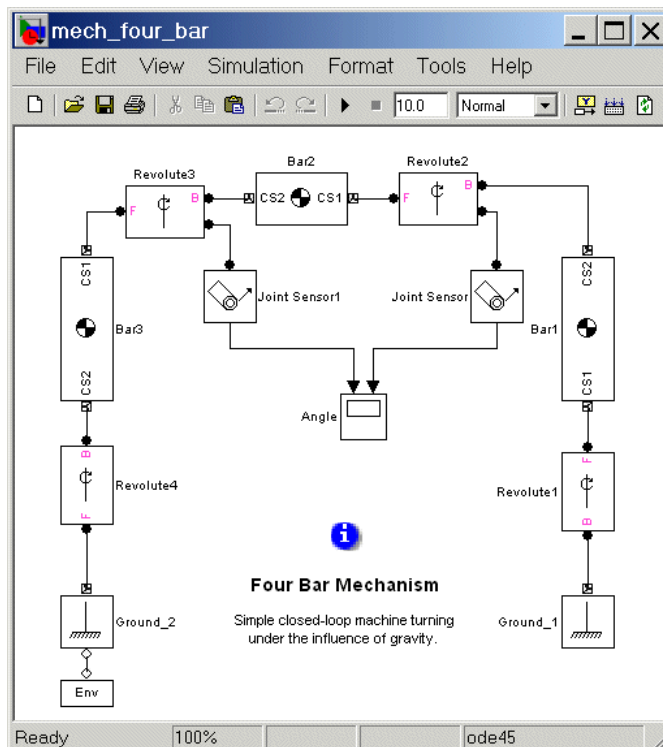 mech_four_bar
File Edit View Simulation Format Tools Help
10.0 Normal
Bar2
Revolute3 Revolute2
F B CS2 CS1 F B
CS1 CS2
Joint Sensor1 Joint Sensor
Bar3 Bar1
CS2 CS1
Angle
B F
Revolute4 Revolute1
F B
i
Four Bar Mechanism
Ground_2 Simple closed-loop machine turning Ground_1
under the influence of gravity.
Env
Ready 100% ode45